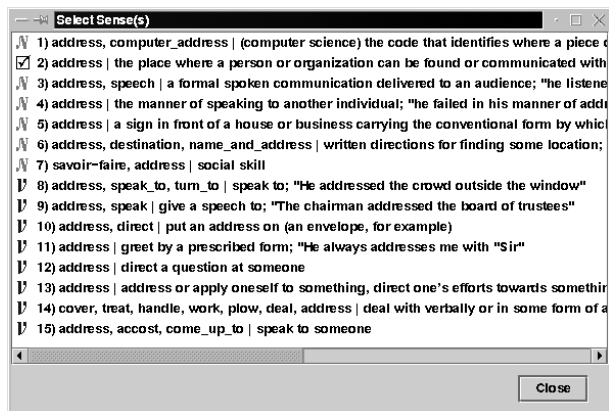 Select Sense(s)
N 1) address, computer_address | (computer science) the code that identifies where a piece o
2) address | the place where a person or organization can be found or communicated with
N 3) address, speech | a formal spoken communication delivered to an audience; "he listene
N 4) address | the manner of speaking to another individual; "he failed in his manner of addr
N 5) address | a sign in front of a house or business carrying the conventional form by whicl
N 6) address, destination, name_and_address | written directions for finding some location;
N 7) savoir-faire, address | social skill
V 8) address, speak_to, turn_to | speak to; "He addressed the crowd outside the window"
V 9) address, speak | give a speech to; "The chairman addressed the board of trustees"
V 10) address, direct | put an address on (an envelope, for example)
V 11) address | greet by a prescribed form; "He always addresses me with "Sir"
V 12) address | direct a question at someone
V 13) address | address or apply oneself to something, direct one's efforts towards somethin
V 14) cover, treat, handle, work, plow, deal, address | deal with verbally or in some form of a
V 15) address, accost, come_up_to | speak to someone
Close